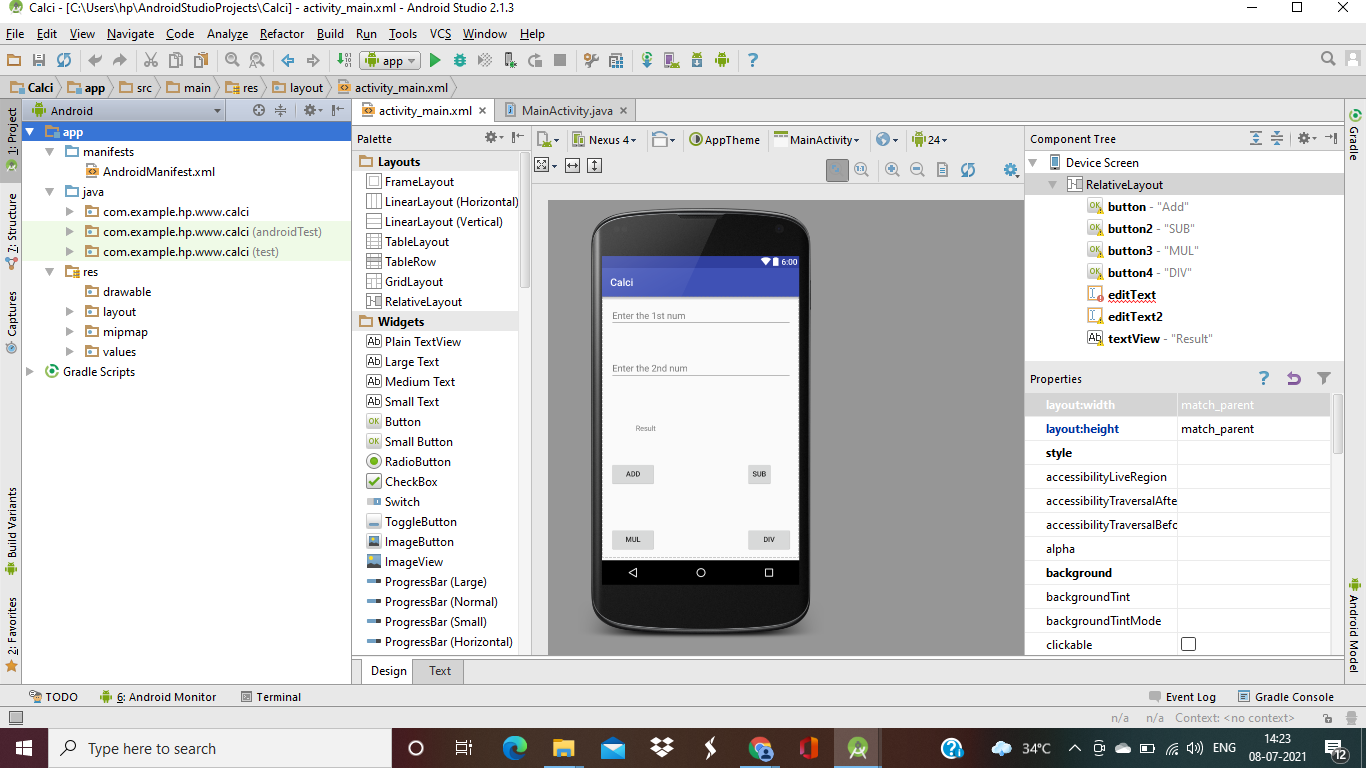 Calci - [C:\Users\hp\AndroidStudioProjects\Calci] - activity_main.xml - Android Studio 2.1.3
File Edit View Navigate Code Analyze Refactor Build Run Tools VCS Window Help
app
Calci app src main res layout activity_main.xml
1: Project
7: Structure
Captures
Build Variants
2: Favorites
Android
app
manifests
AndroidManifest.xml
java
com.example.hp.www.calci
com.example.hp.www.calci (androidTest)
com.example.hp.www.calci (test)
res
drawable
layout
mipmap
values
Gradle Scripts
activity_main.xml MainActivity.java
Palette
Layouts
FrameLayout
LinearLayout (Horizontal)
LinearLayout (Vertical)
TableLayout
TableRow
GridLayout
RelativeLayout
Widgets
Plain TextView
Large Text
Medium Text
Small Text
Button
Small Button
RadioButton
CheckBox
Switch
ToggleButton
ImageButton
ImageView
ProgressBar (Large)
ProgressBar (Normal)
ProgressBar (Small)
ProgressBar (Horizontal)
Nexus 4 AppTheme MainActivity 24
6:00
Calci
Enter the 1st num
Enter the 2nd num
Result
ADD SUB
MUL DIV
Design Text
Component Tree
Device Screen
RelativeLayout
button - "Add"
button2 - "SUB"
button3 - "MUL"
button4 - "DIV"
editText
editText2
textView - "Result"
Properties
layout:width match_parent
layout:height match_parent
style
accessibilityLiveRegion
accessibilityTraversalAfte
accessibilityTraversalBefo
alpha
background
backgroundTint
backgroundTintMode
clickable
Gradle
Android Model
TODO 6: Android Monitor Terminal Event Log Gradle Console
n/a n/a Context: <no context>
Type here to search
34°C ENG 14:23
08-07-2021 12